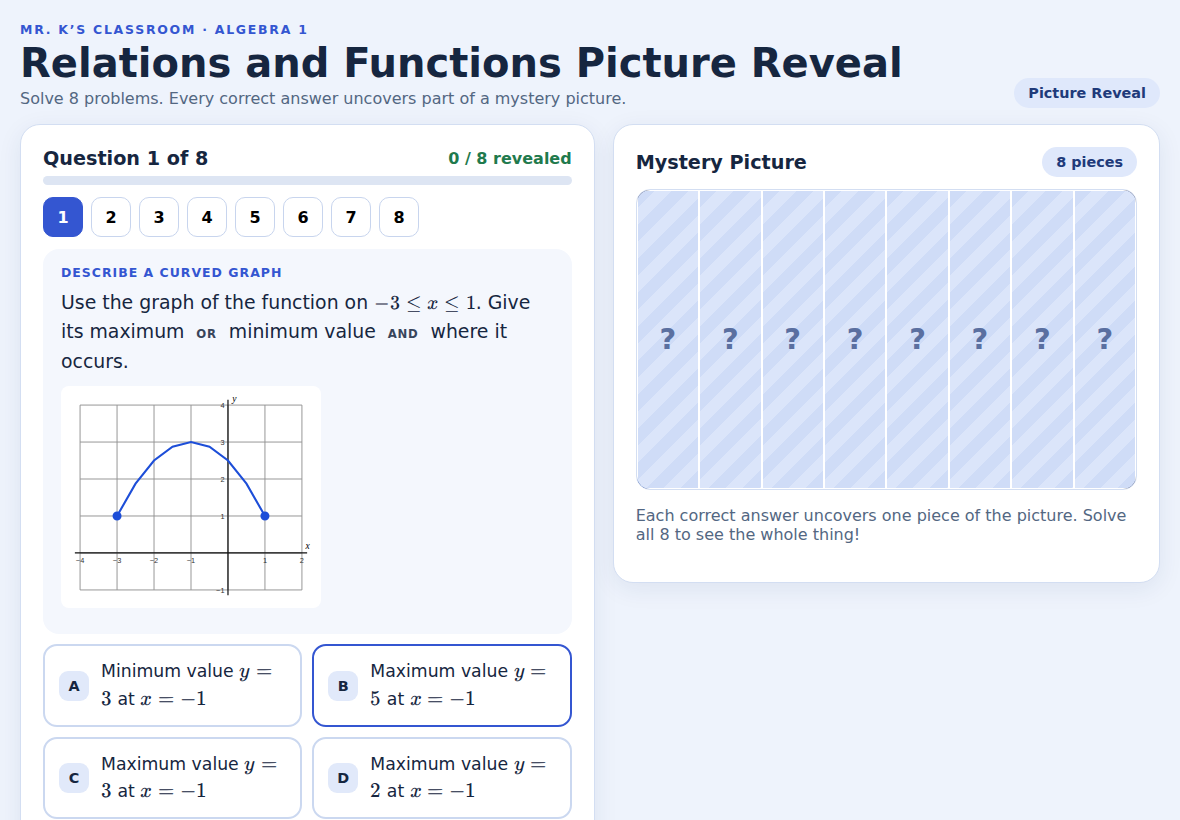 MR. K’S CLASSROOM · ALGEBRA 1
Relations and Functions Picture Reveal
Solve 8 problems. Every correct answer uncovers part of a mystery picture.
Picture Reveal
Question 1 of 8
0 / 8 revealed
1 2 3 4 5 6 7 8
DESCRIBE A CURVED GRAPH
Use the graph of the function on −3 ≤ x ≤ 1. Give
its maximum OR minimum value AND where it
occurs.
y
4
3
2
1
x
−4 −3 −2 −1 1 2
−1
A
Minimum value y =
3 at x = −1
B
Maximum value y =
5 at x = −1
C
Maximum value y =
3 at x = −1
D
Maximum value y =
2 at x = −1
Mystery Picture
8 pieces
? ? ? ? ? ? ? ?
Each correct answer uncovers one piece of the picture. Solve
all 8 to see the whole thing!